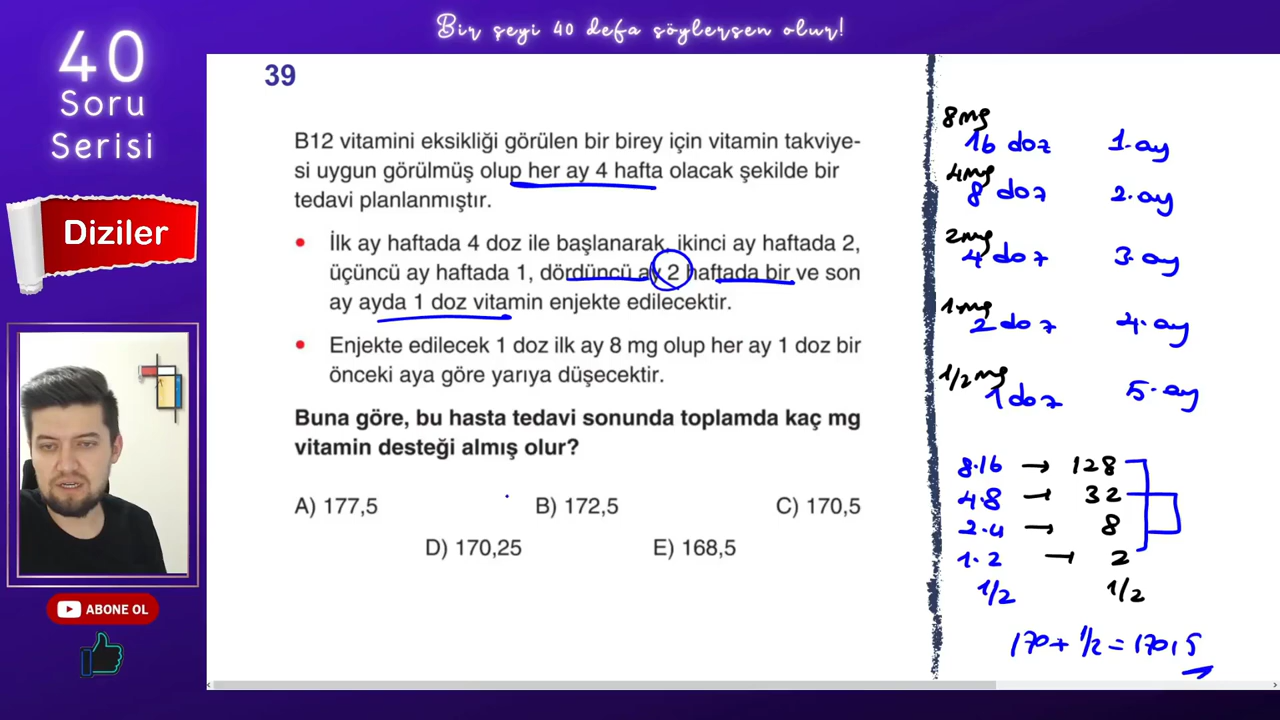 Bir şeyi 40 defa söylersen olur!
40
Soru
Serisi
Diziler
ABONE OL
39
B12 vitamini eksikliği görülen bir birey için vitamin takviye-
si uygun görülmüş olup her ay 4 hafta olacak şekilde bir
tedavi planlanmıştır.
• İlk ay haftada 4 doz ile başlanarak, ikinci ay haftada 2,
üçüncü ay haftada 1, dördüncü ay 2 haftada bir ve son
ay ayda 1 doz vitamin enjekte edilecektir.
• Enjekte edilecek 1 doz ilk ay 8 mg olup her ay 1 doz bir
önceki aya göre yarıya düşecektir.
Buna göre, bu hasta tedavi sonunda toplamda kaç mg
vitamin desteği almış olur?
A) 177,5 B) 172,5 C) 170,5
D) 170,25 E) 168,5
8mg
16 doz 1.ay
4mg
8 doz 2.ay
2mg
4 doz 3.ay
1mg
2 doz 4.ay
1/2 mg
1 doz 5.ay
8.16 → 128
4.8 → 32
2.4 → 8
1.2 → 2
1/2 1/2
170 + 1/2 = 170,5